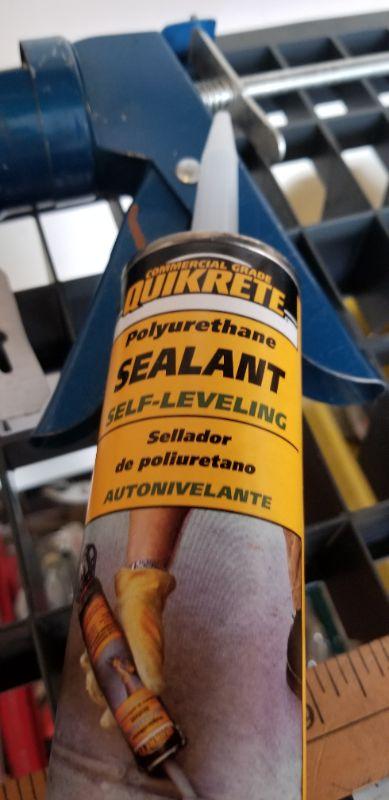 COMMERCIAL GRADE
QUIKRETE
Polyurethane
SEALANT
SELF-LEVELING
Sellador
de poliuretano
AUTONIVELANTE